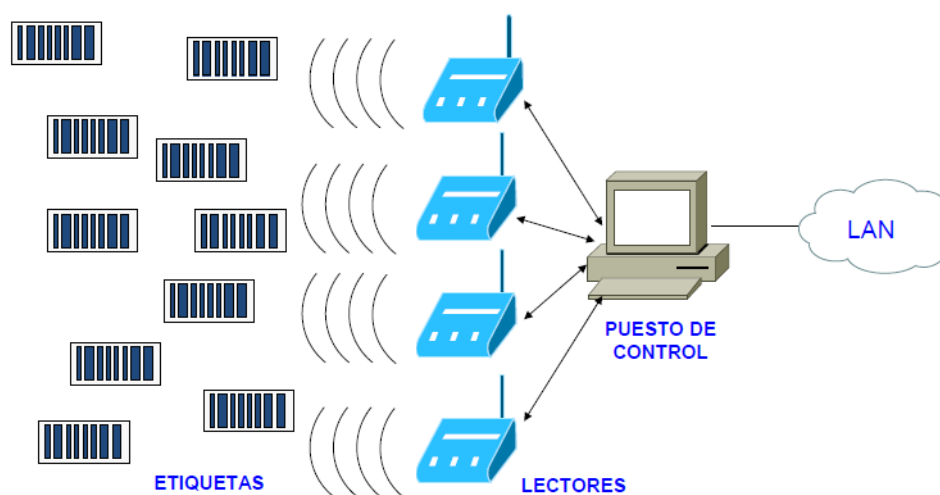 LAN
PUESTO DE
CONTROL
ETIQUETAS
LECTORES